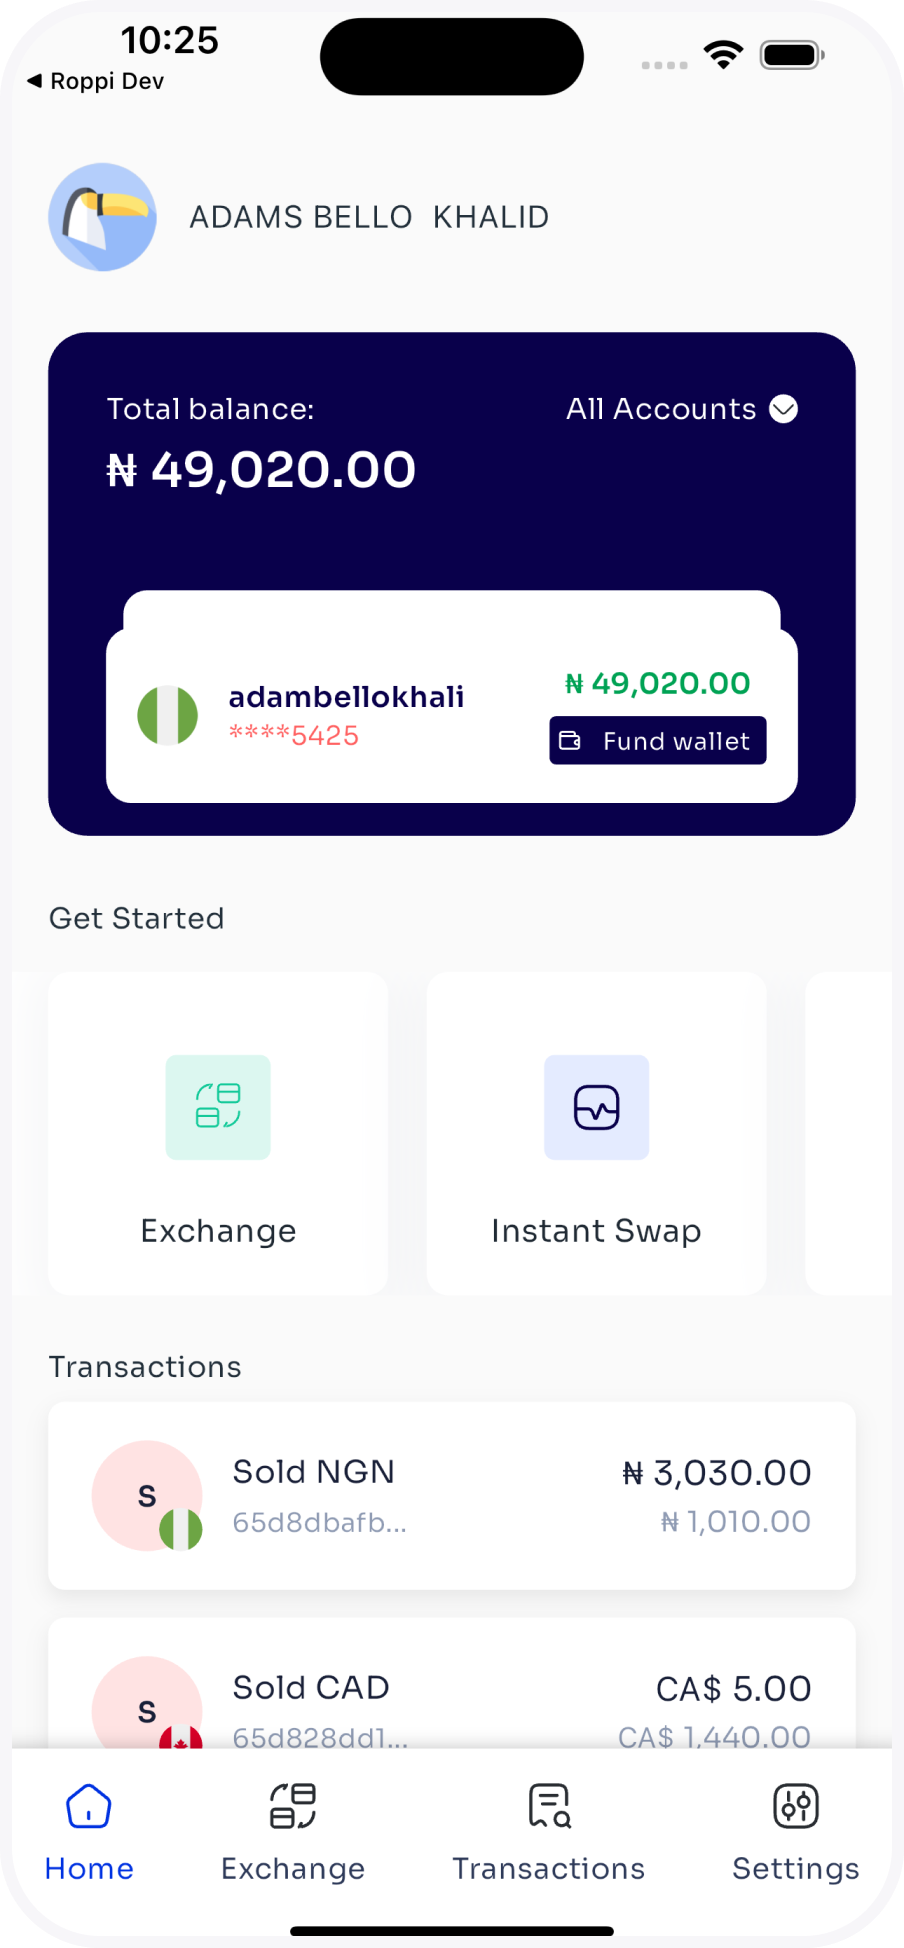 10:25
◀ Roppi Dev
ADAMS BELLO KHALID
Total balance:
All Accounts
₦ 49,020.00
adambellokhali
₦ 49,020.00
****5425
Fund wallet
Get Started
Exchange
Instant Swap
Transactions
S
Sold NGN
₦ 3,030.00
65d8dbafb...
₦ 1,010.00
S
Sold CAD
CA$ 5.00
65d828dd1...
CA$ 1,440.00
Home
Exchange
Transactions
Settings